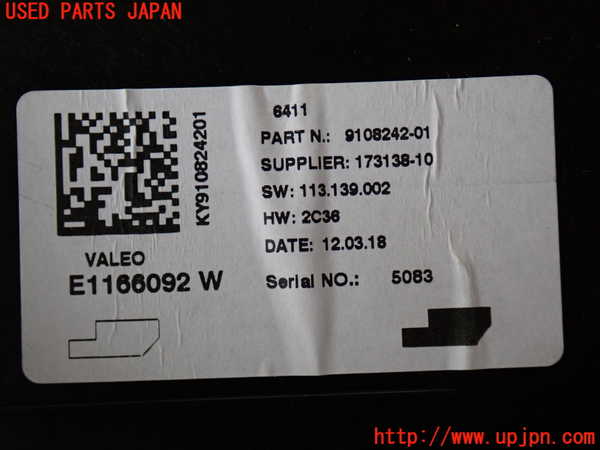 USED PARTS JAPAN
KY910824201
VALEO
E1166092 W
6411
PART N.: 9108242-01
SUPPLIER: 173138-10
SW: 113.139.002
HW: 2C36
DATE: 12.03.18
Serial NO.: 5083
http://www.upjpn.com/